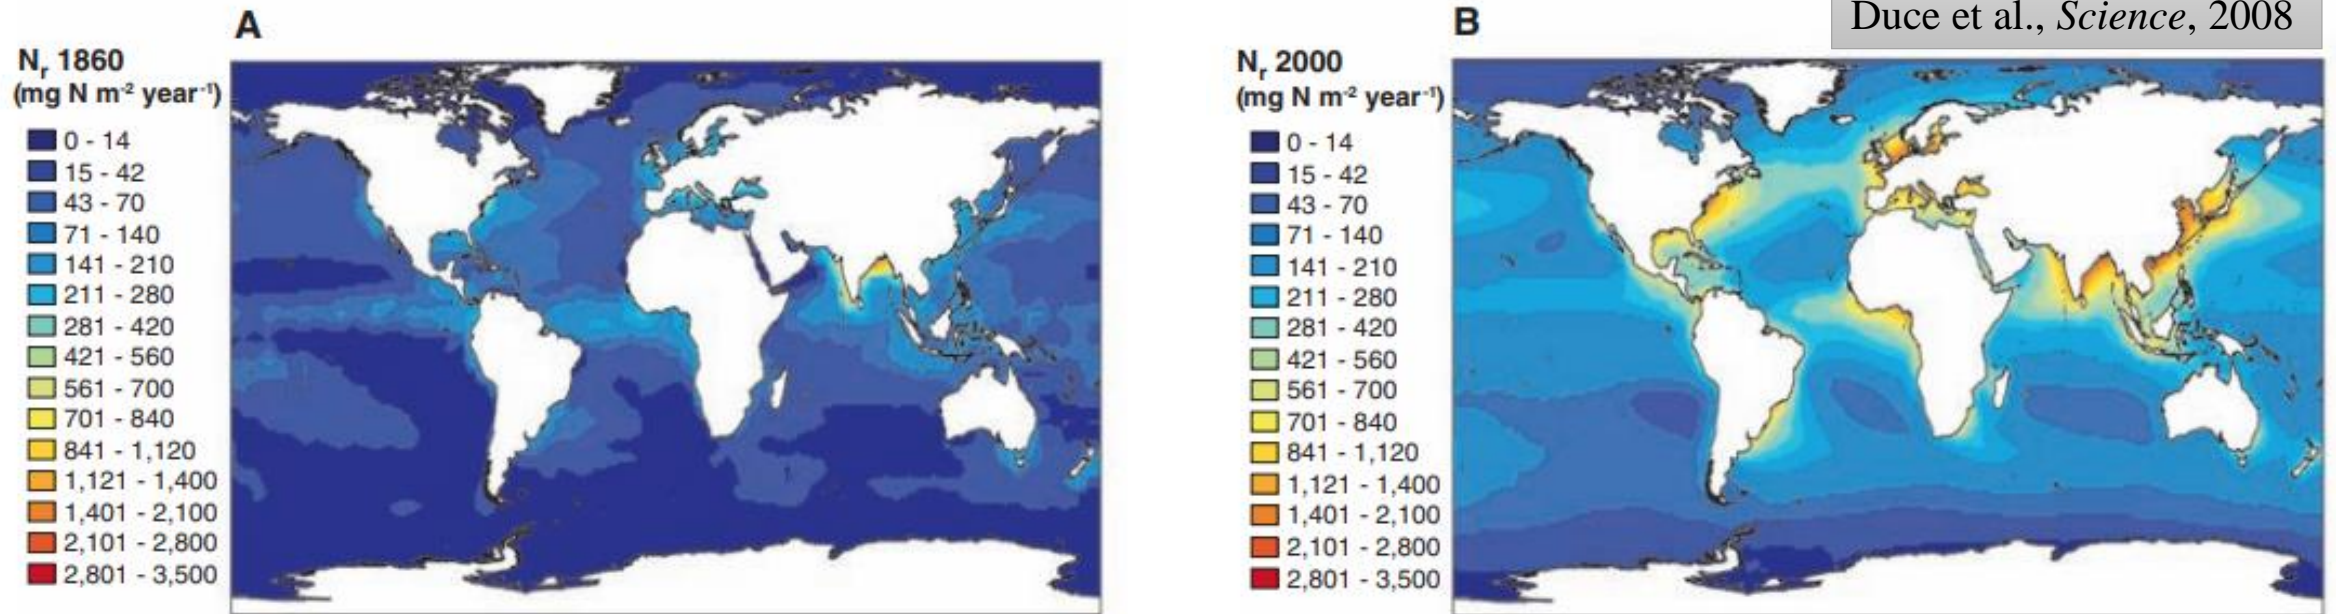 A
N_r 1860
(mg N m⁻² year⁻¹)
0 - 14
15 - 42
43 - 70
71 - 140
141 - 210
211 - 280
281 - 420
421 - 560
561 - 700
701 - 840
841 - 1,120
1,121 - 1,400
1,401 - 2,100
2,101 - 2,800
2,801 - 3,500
B
Duce et al., Science, 2008
N_r 2000
(mg N m⁻² year⁻¹)
0 - 14
15 - 42
43 - 70
71 - 140
141 - 210
211 - 280
281 - 420
421 - 560
561 - 700
701 - 840
841 - 1,120
1,121 - 1,400
1,401 - 2,100
2,101 - 2,800
2,801 - 3,500